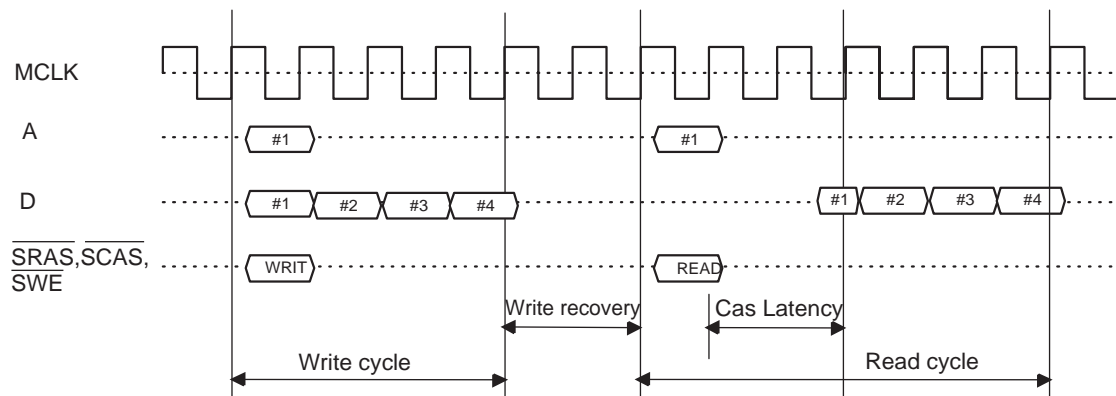 MCLK
A #1 #1
D #1 #2 #3 #4 #1 #2 #3 #4
SRAS,SCAS, WRIT READ
SWE
Write recovery Cas Latency
Write cycle Read cycle